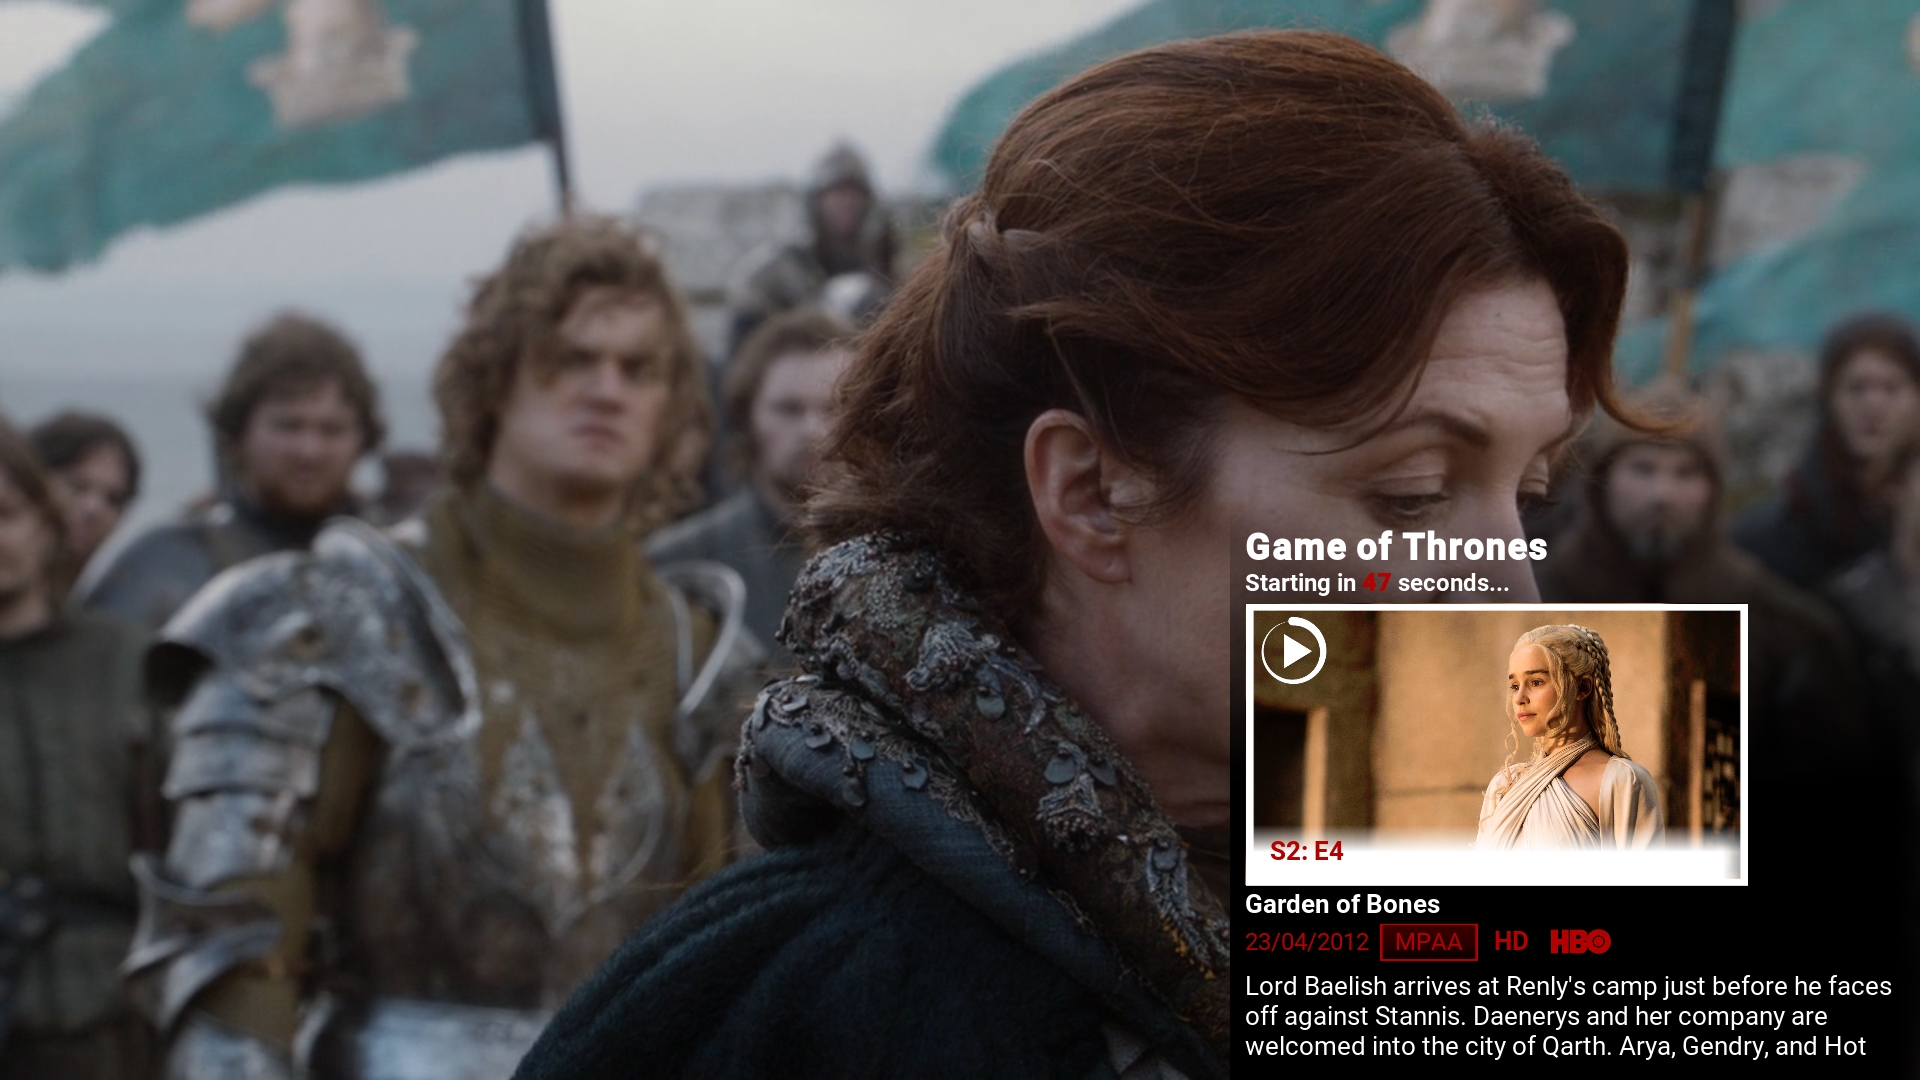 Game of Thrones
Starting in 47 seconds...
S2: E4
Garden of Bones
23/04/2012 MPAA HD HBO
Lord Baelish arrives at Renly's camp just before he faces
off against Stannis. Daenerys and her company are
welcomed into the city of Qarth. Arya, Gendry, and Hot